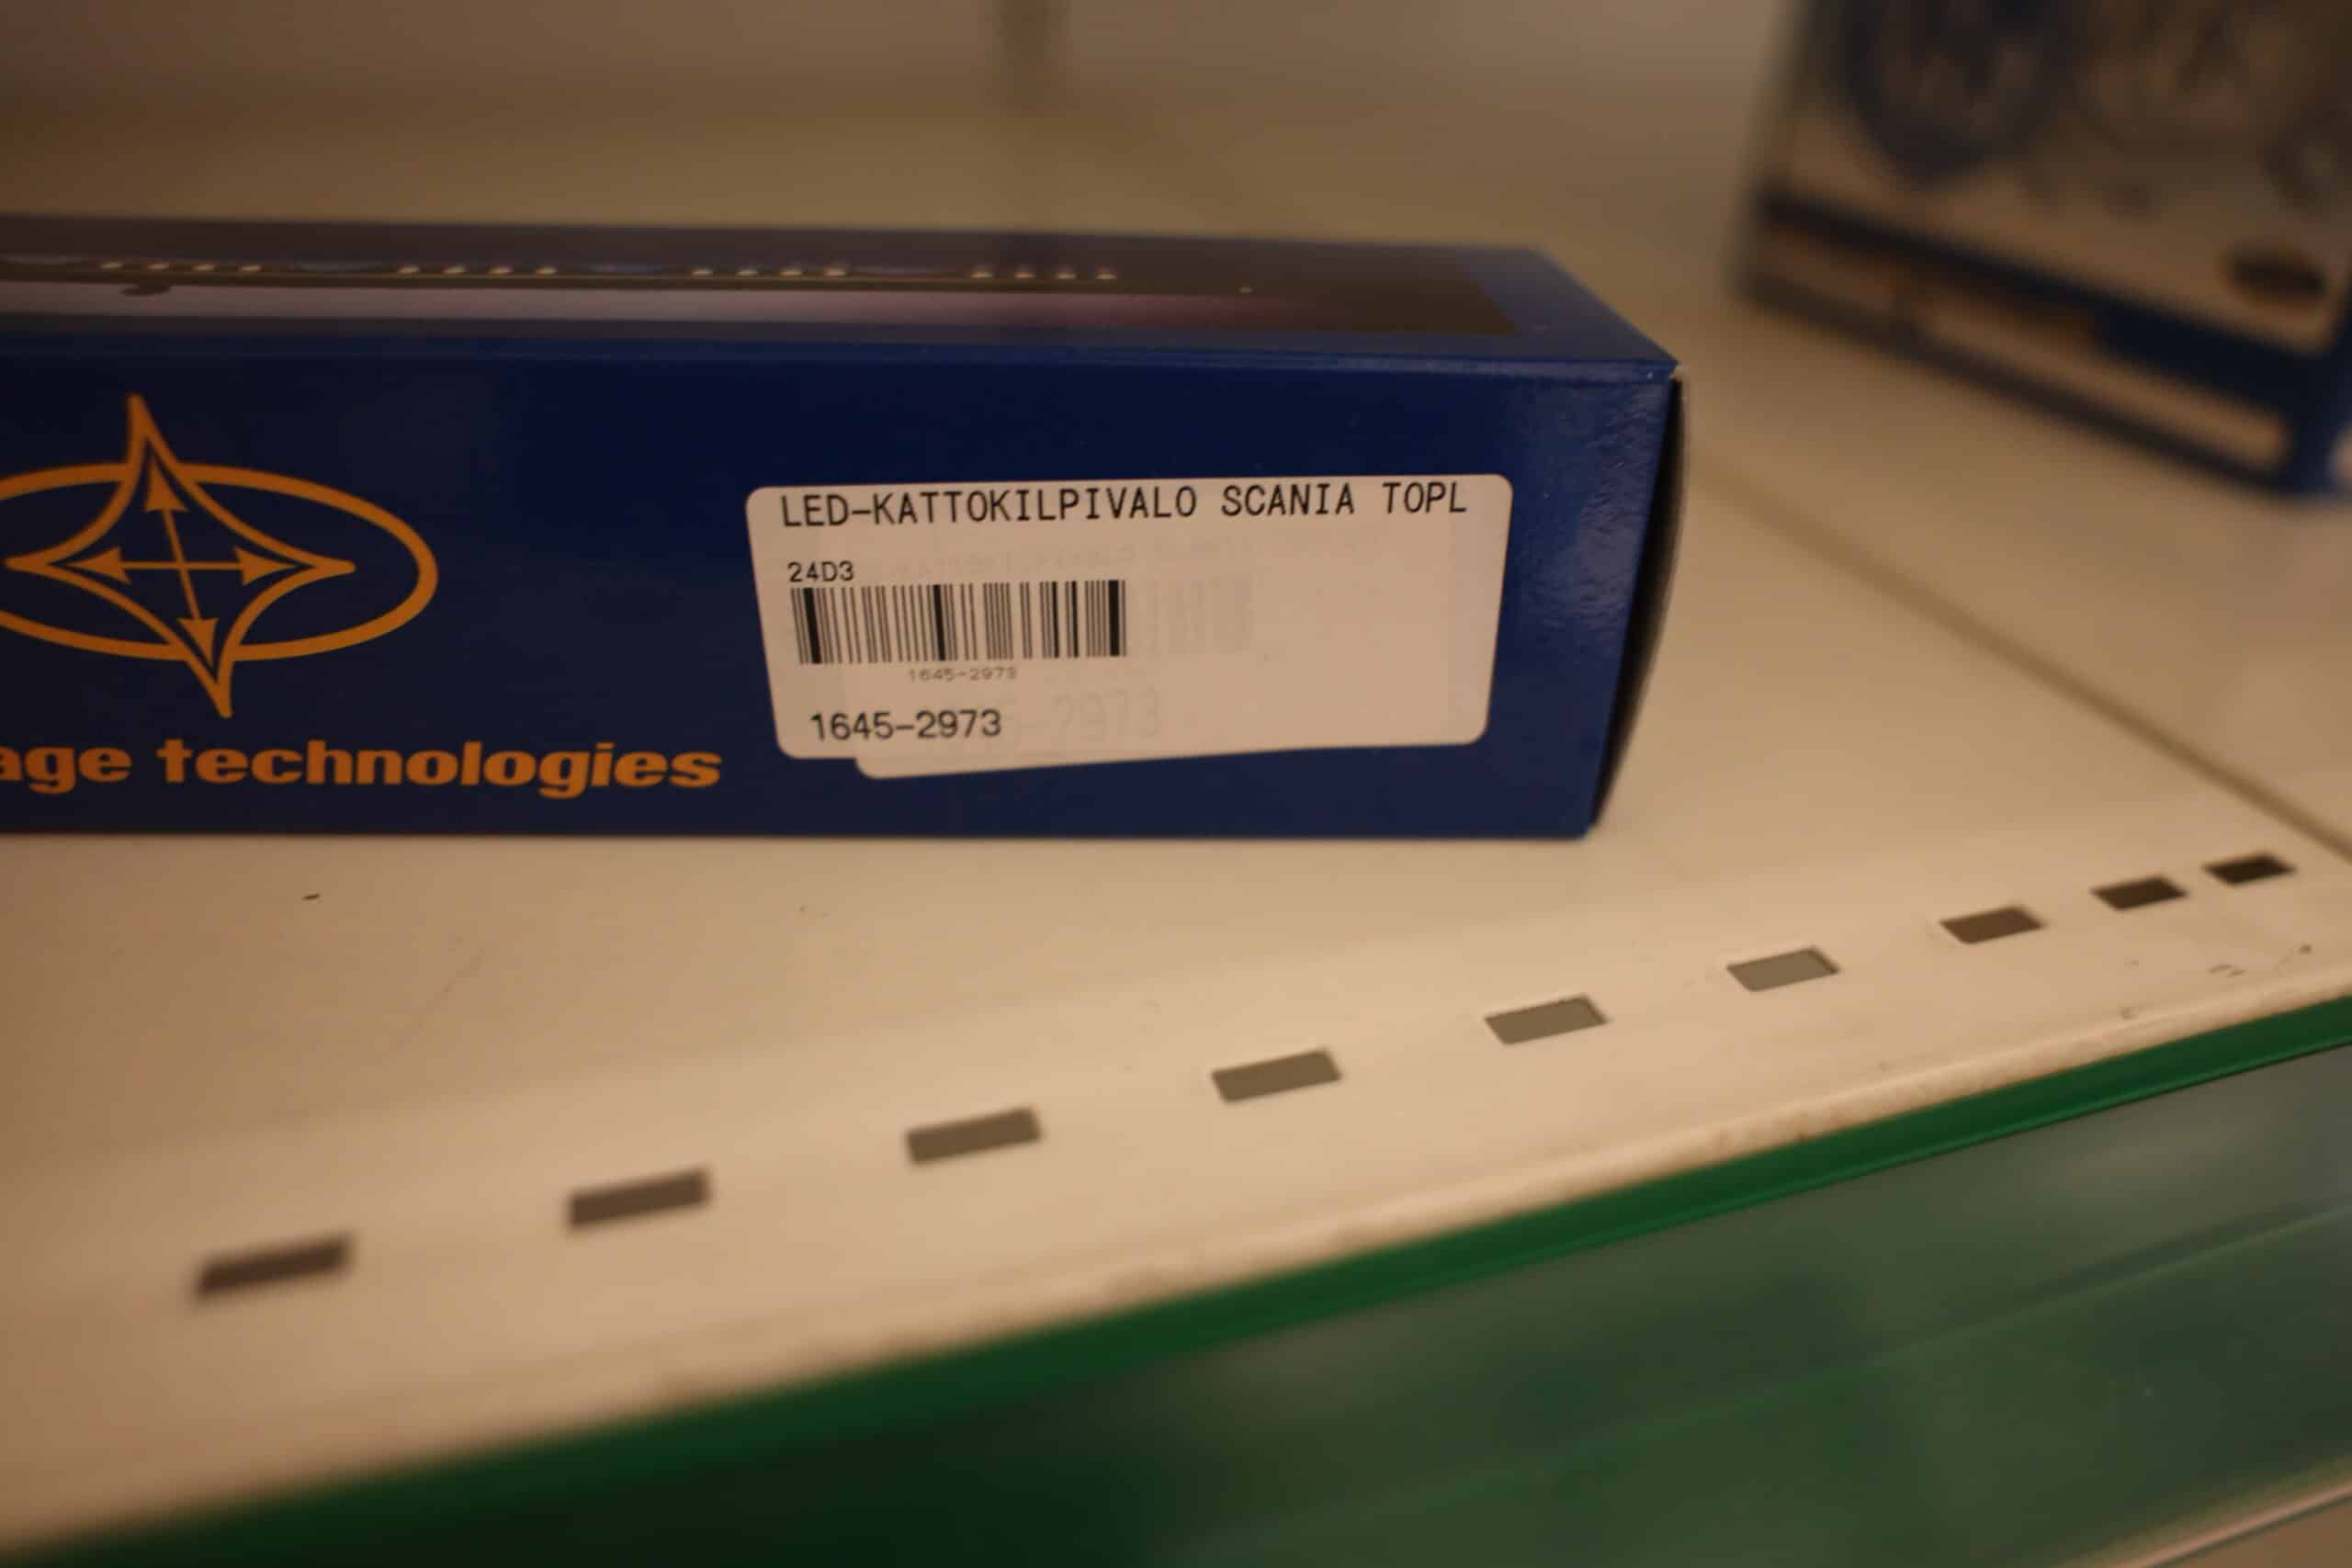 LED-KATTOKILPIVALO SCANIA TOPL
24D3
1645-2973
1645-2973
age technologies